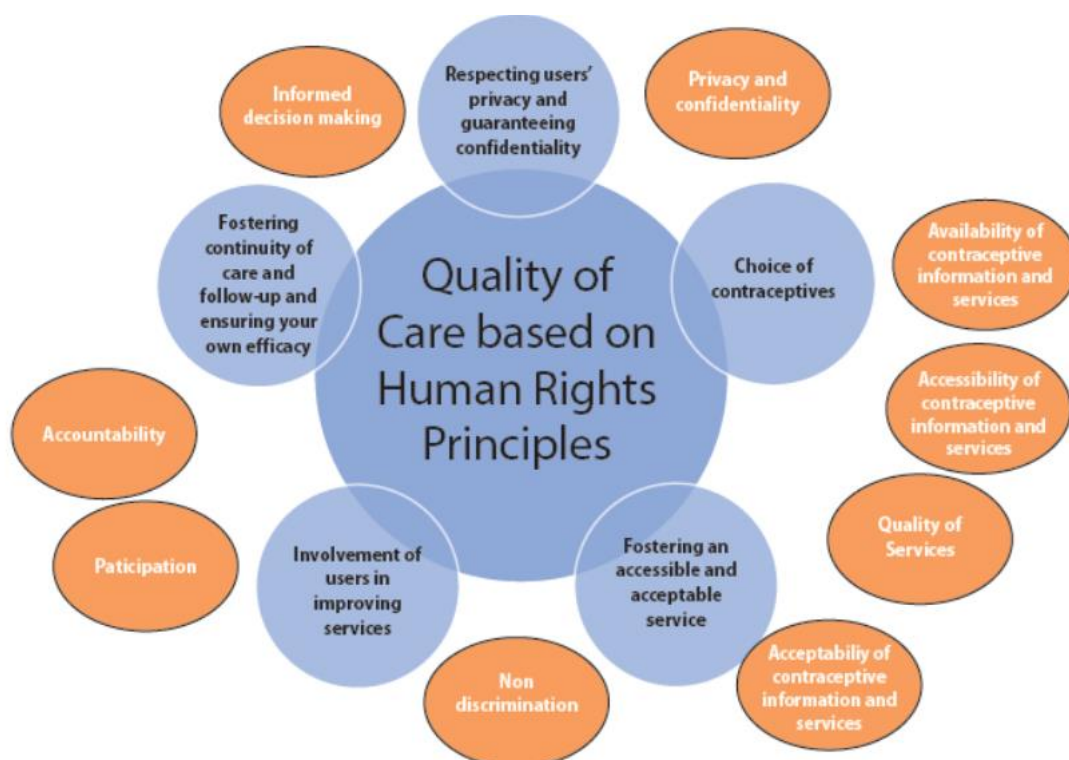 Informed
decision making
Respecting users'
privacy and
guaranteeing
confidentiality
Privacy and
confidentiality
Fostering
continuity of
care and
follow-up and
ensuring your
own efficacy
Quality of
Care based on
Human Rights
Principles
Choice of
contraceptives
Availability of
contraceptive
information and
services
Accessibility of
contraceptive
information and
services
Accountability
Paticipation
Involvement of
users in
improving
services
Fostering an
accessible and
acceptable
service
Quality of
Services
Non
discrimination
Acceptabiliy of
contraceptive
information and
services